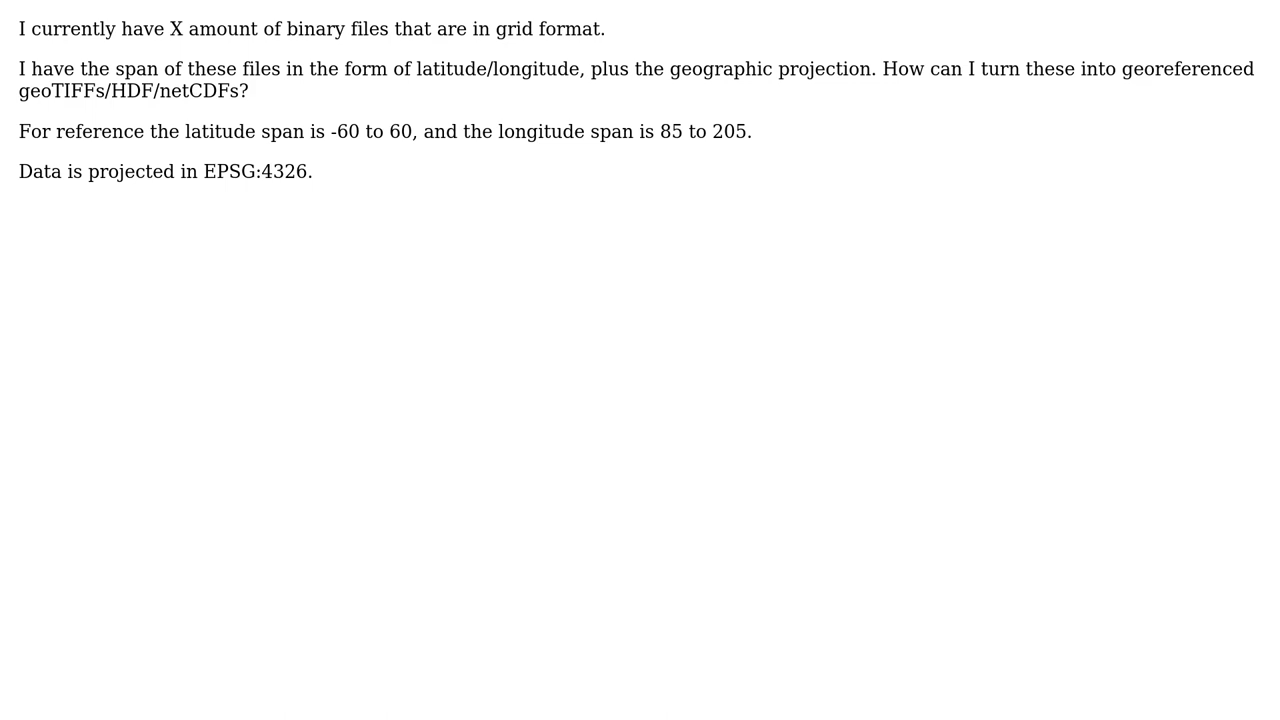 I currently have X amount of binary files that are in grid format.
I have the span of these files in the form of latitude/longitude, plus the geographic projection. How can I turn these into georeferenced
geoTIFFs/HDF/netCDFs?
For reference the latitude span is -60 to 60, and the longitude span is 85 to 205.
Data is projected in EPSG:4326.